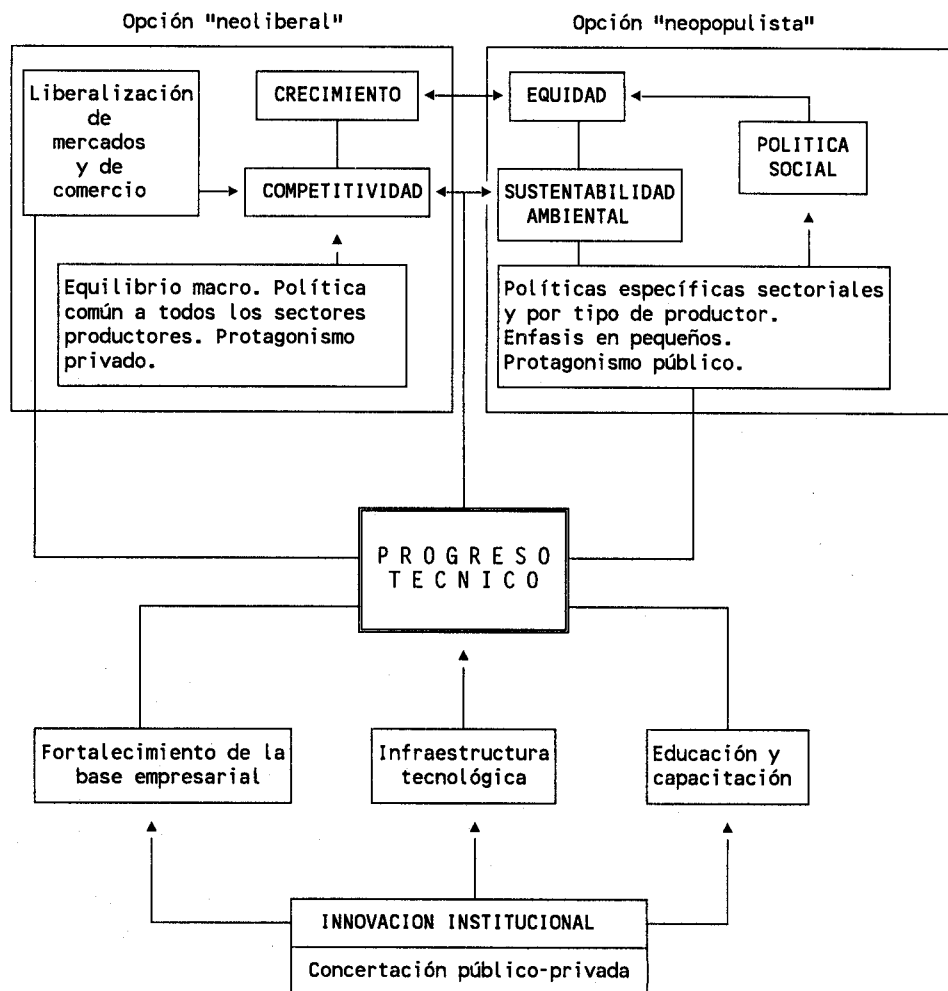 Opción "neoliberal"
Opción "neopopulista"
Liberalización
de
mercados
y de
comercio
CRECIMIENTO
COMPETITIVIDAD
Equilibrio macro. Política
común a todos los sectores
productores. Protagonismo
privado.
EQUIDAD
POLITICA
SOCIAL
SUSTENTABILIDAD
AMBIENTAL
Políticas específicas sectoriales
y por tipo de productor.
Enfasis en pequeños.
Protagonismo público.
PROGRESO
TECNICO
Fortalecimiento de la
base empresarial
Infraestructura
tecnológica
Educación y
capacitación
INNOVACION INSTITUCIONAL
Concertación público-privada